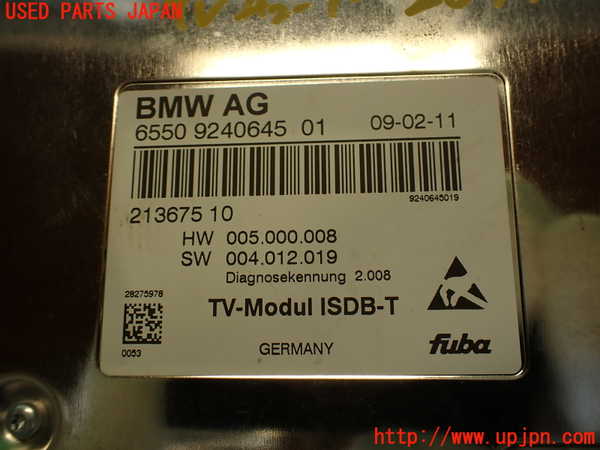 USED PARTS JAPAN
BMW AG
6550 9240645 01 09-02-11
9240645019
213675 10
HW 005.000.008
SW 004.012.019
Diagnosekennung 2.008
28275978
TV-Modul ISDB-T
0053
GERMANY
fuba
http://www.upjpn.com/